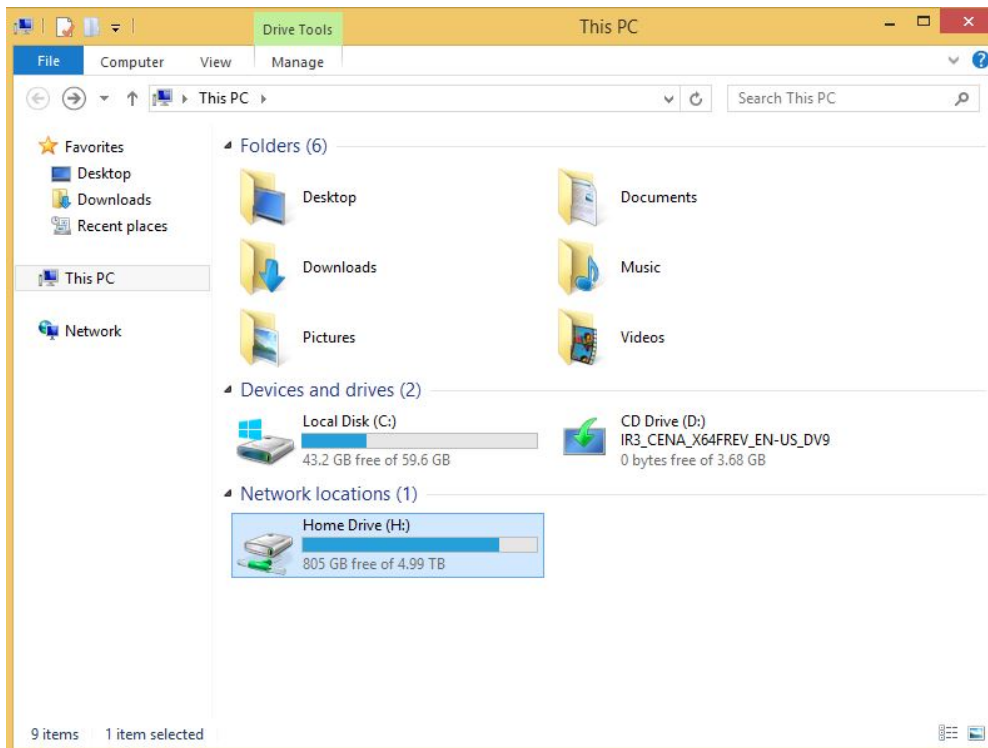 Drive Tools
This PC
File
Computer
View
Manage
This PC
Search This PC
Favorites
Desktop
Downloads
Recent places
This PC
Network
Folders (6)
Desktop
Documents
Downloads
Music
Pictures
Videos
Devices and drives (2)
Local Disk (C:)
43.2 GB free of 59.6 GB
CD Drive (D:)
IR3_CENA_X64FREV_EN-US_DV9
0 bytes free of 3.68 GB
Network locations (1)
Home Drive (H:)
805 GB free of 4.99 TB
9 items
1 item selected